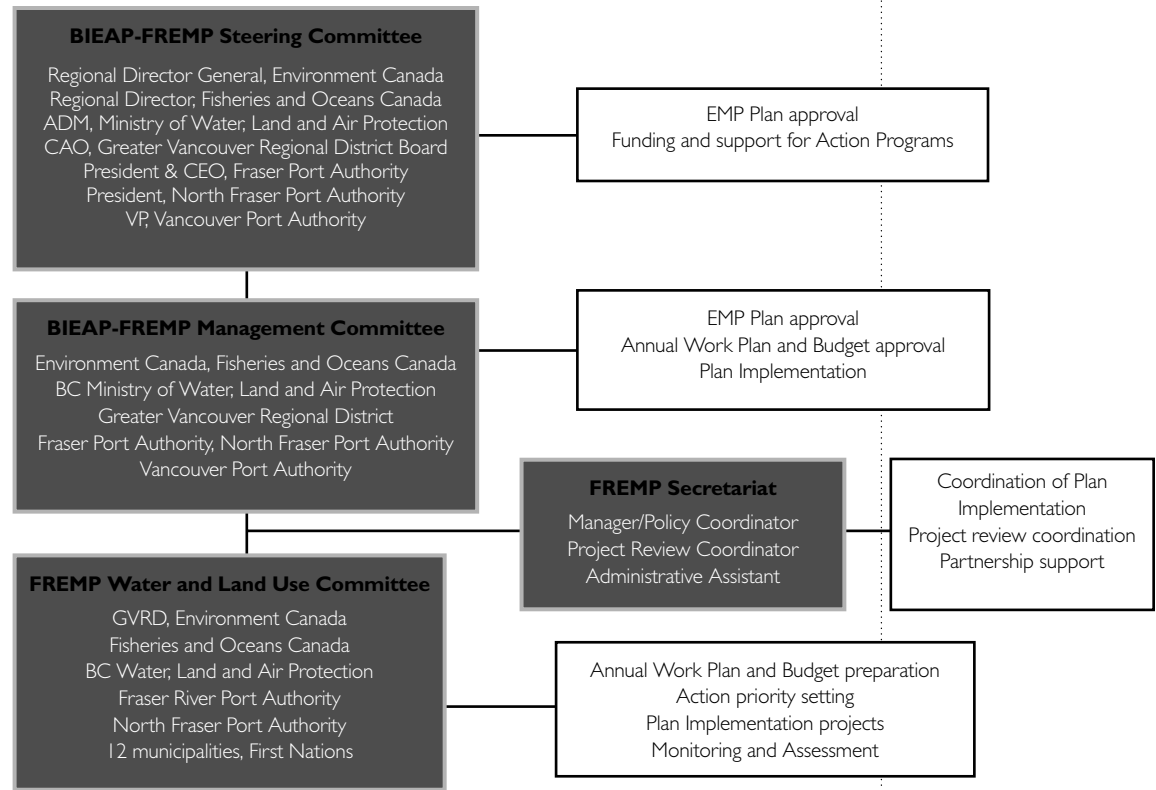 BIEAP-FREMP Steering Committee
Regional Director General, Environment Canada
Regional Director, Fisheries and Oceans Canada
ADM, Ministry of Water, Land and Air Protection
CAO, Greater Vancouver Regional District Board
President & CEO, Fraser Port Authority
President, North Fraser Port Authority
VP, Vancouver Port Authority
EMP Plan approval
Funding and support for Action Programs
BIEAP-FREMP Management Committee
Environment Canada, Fisheries and Oceans Canada
BC Ministry of Water, Land and Air Protection
Greater Vancouver Regional District
Fraser Port Authority, North Fraser Port Authority
Vancouver Port Authority
EMP Plan approval
Annual Work Plan and Budget approval
Plan Implementation
FREMP Secretariat
Manager/Policy Coordinator
Project Review Coordinator
Administrative Assistant
Coordination of Plan
Implementation
Project review coordination
Partnership support
FREMP Water and Land Use Committee
GVRD, Environment Canada
Fisheries and Oceans Canada
BC Water, Land and Air Protection
Fraser River Port Authority
North Fraser Port Authority
12 municipalities, First Nations
Annual Work Plan and Budget preparation
Action priority setting
Plan Implementation projects
Monitoring and Assessment